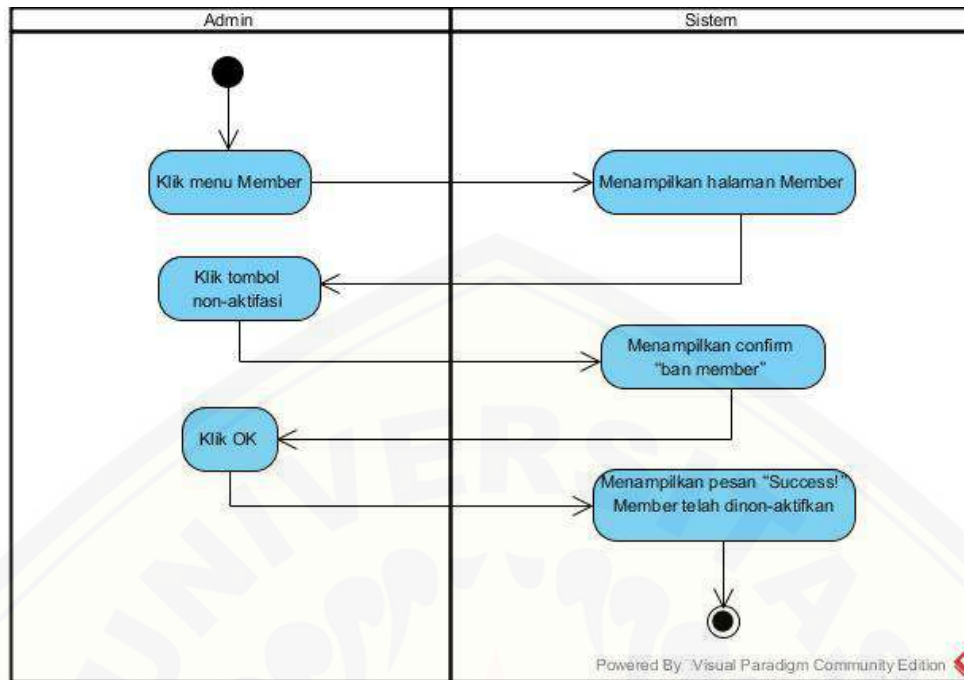 Admin
Sistem
Klik menu Member
Menampilkan halaman Member
Klik tombol
non-aktifasi
Menampilkan confirm
"ban member"
Klik OK
Menampilkan pesan "Success!"
Member telah dinon-aktifkan
UNIVERSITA
Powered By Visual Paradigm Community Edition